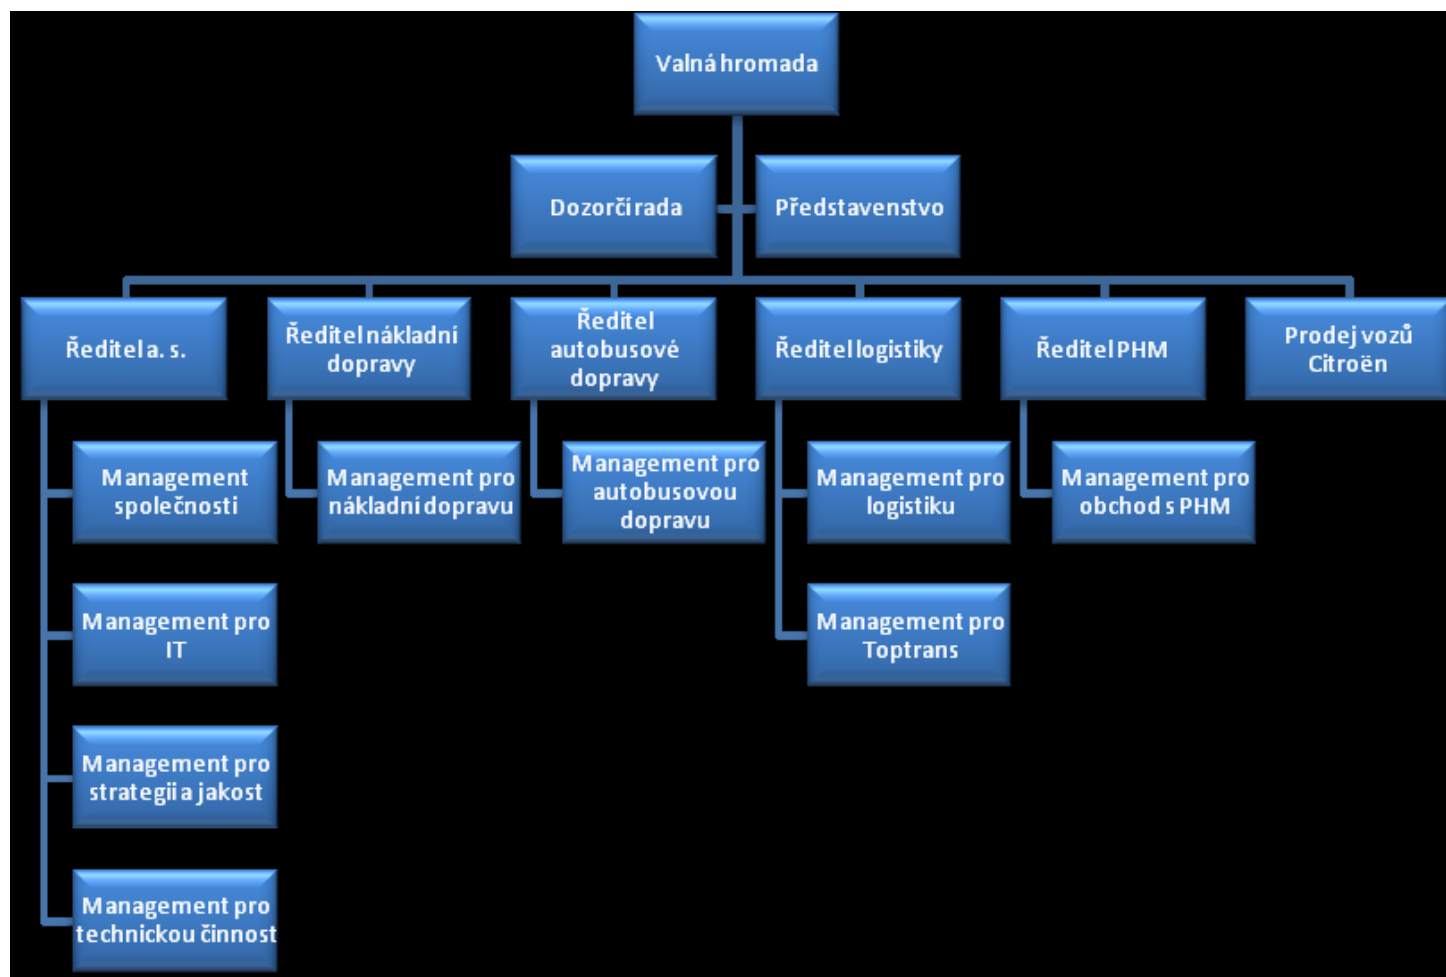 Valná hromada
Dozorčí rada
Představenstvo
Ředitel a. s.
Ředitel nákladní
dopravy
Ředitel
autobusové
dopravy
Ředitel logistiky
Ředitel PHM
Prodej vozů
Citroën
Management
společnosti
Management pro
nákladní dopravu
Management pro
autobusovou
dopravu
Management pro
logistiku
Management pro
obchod s PHM
Management pro
IT
Management pro
Toptrans
Management pro
strategii a jakost
Management pro
technickou činnost